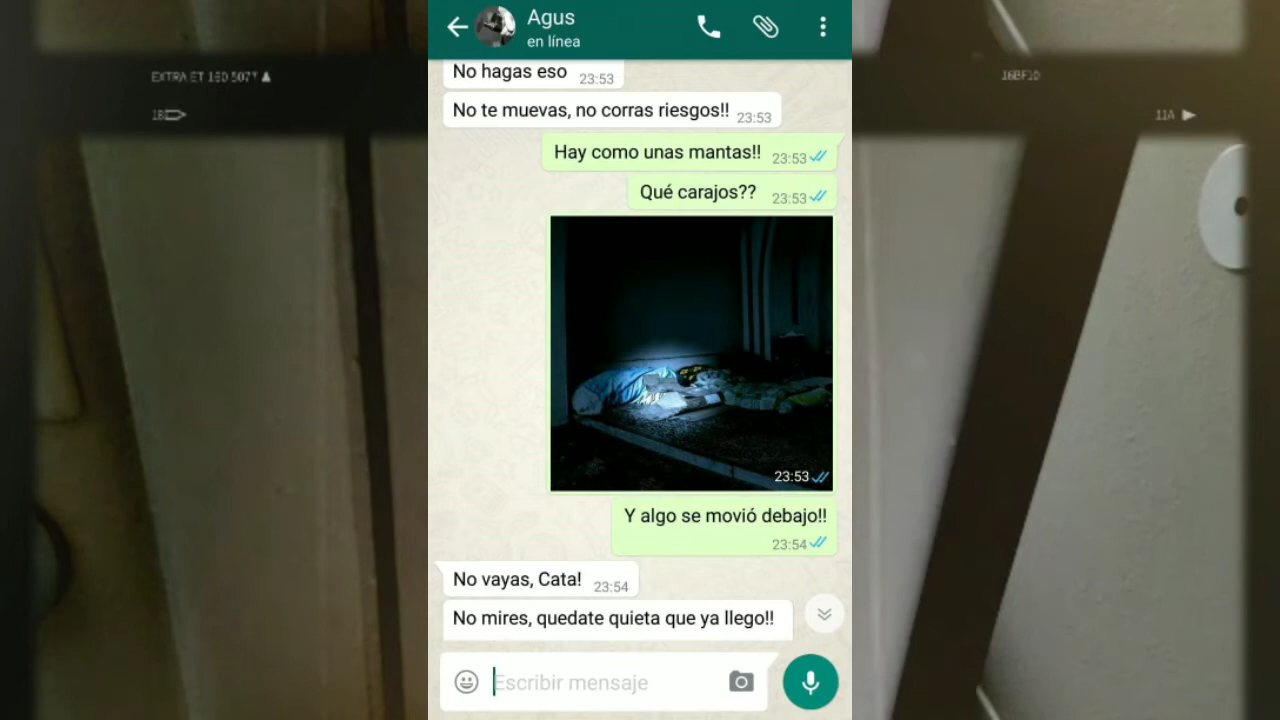 Agus
en línea
No hagas eso 23:53
No te muevas, no corras riesgos!! 23:53
Hay como unas mantas!! 23:53
Qué carajos?? 23:53
23:53
Y algo se movió debajo!!
23:54
No vayas, Cata! 23:54
No mires, quedate quieta que ya llego!!
Escribir mensaje
16BF1D
11A